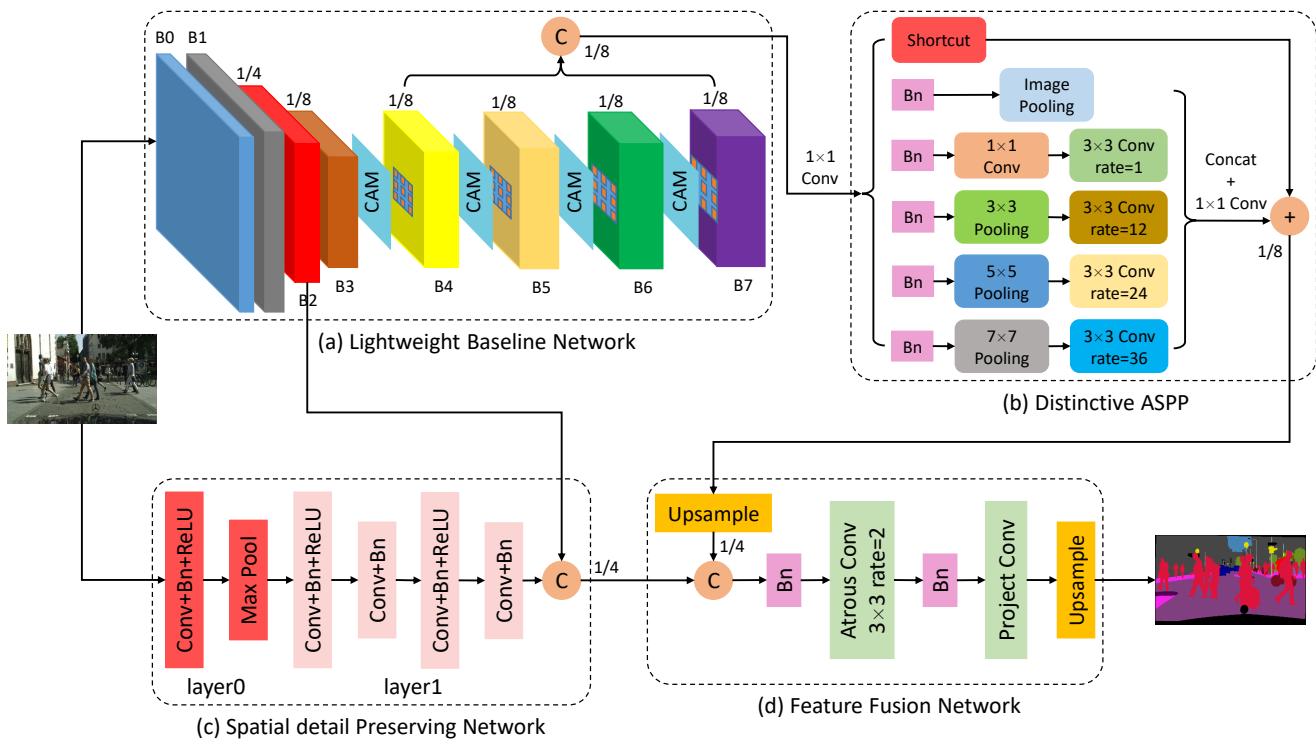 B0
B1
1/4
1/8
1/8
1/8
1/8
1/8
C
1/8
CAM
CAM
CAM
CAM
B2
B3
B4
B5
B6
B7
(a) Lightweight Baseline Network
1×1
Conv
Shortcut
Bn
Image
Pooling
Bn
1×1
Conv
3×3 Conv
rate=1
Bn
3×3
Pooling
3×3 Conv
rate=12
Bn
5×5
Pooling
3×3 Conv
rate=24
Bn
7×7
Pooling
3×3 Conv
rate=36
Concat
+
1×1 Conv
+
1/8
(b) Distinctive ASPP
Conv+Bn+ReLU
Max Pool
Conv+Bn+ReLU
Conv+Bn
Conv+Bn+ReLU
Conv+Bn
C
1/4
layer0
layer1
(c) Spatial detail Preserving Network
Upsample
1/4
C
Bn
Atrous Conv
3×3 rate=2
Bn
Project Conv
Upsample
(d) Feature Fusion Network